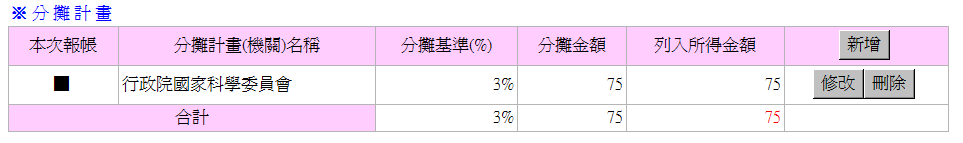 ※分攤計畫
本次報帳 分攤計畫(機關)名稱 分攤基準(%) 分攤金額 列入所得金額 新增
■ 行政院國家科學委員會 3% 75 75 修改 刪除
合計 3% 75 75